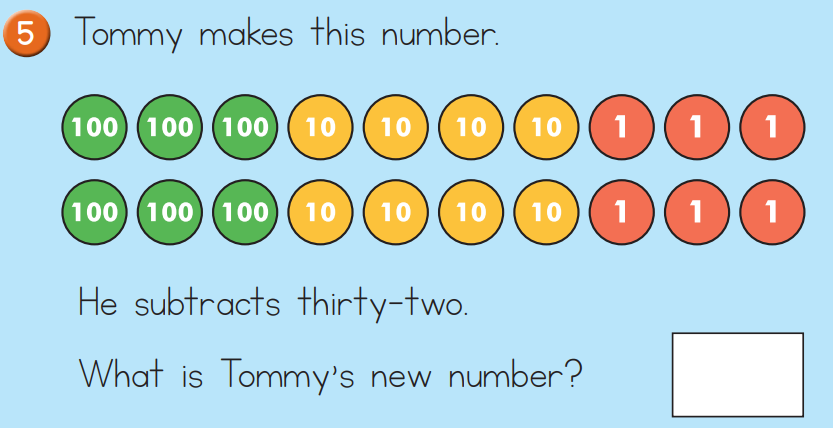 5 Tommy makes this number.
100 100 100 10 10 10 10 1 1 1
100 100 100 10 10 10 10 1 1 1
He subtracts thirty-two.
What is Tommy's new number?